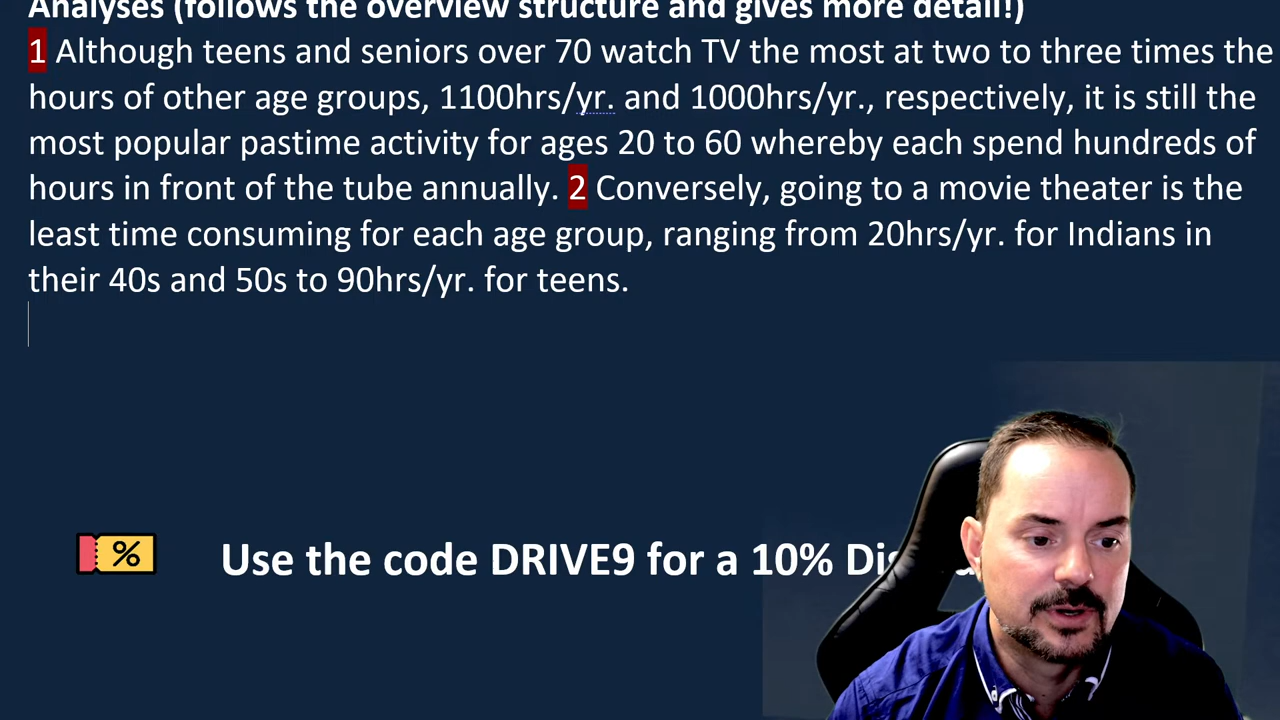 Analyses (follows the overview structure and gives more detail!)
1 Although teens and seniors over 70 watch TV the most at two to three times the
hours of other age groups, 1100hrs/yr. and 1000hrs/yr., respectively, it is still the
most popular pastime activity for ages 20 to 60 whereby each spend hundreds of
hours in front of the tube annually. 2 Conversely, going to a movie theater is the
least time consuming for each age group, ranging from 20hrs/yr. for Indians in
their 40s and 50s to 90hrs/yr. for teens.
% Use the code DRIVE9 for a 10%